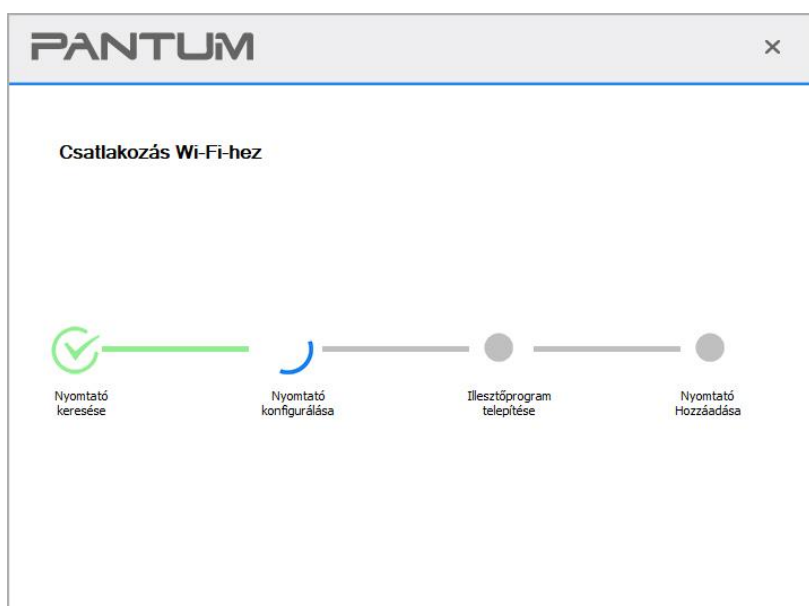 PANTUM
Csatlakozás Wi-Fi-hez
Nyomtató
keresése
Nyomtató
konfigurálása
Illesztőprogram
telepítése
Nyomtató
Hozzáadása